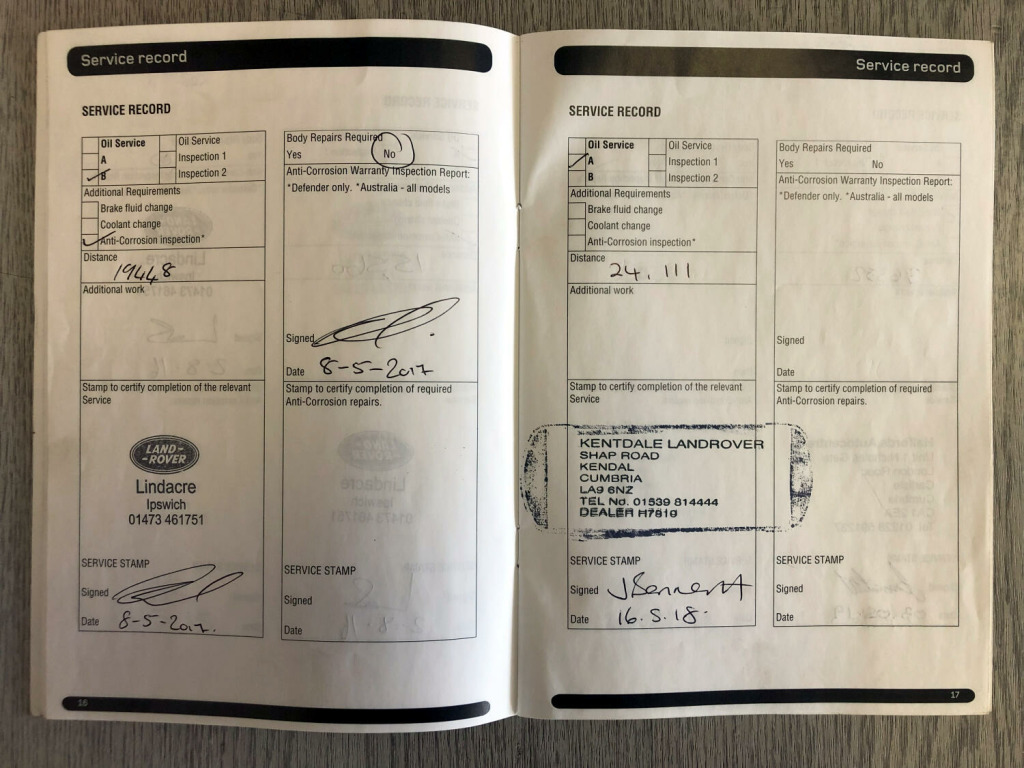 Service record
SERVICE RECORD
Oil Service
A
B
Oil Service
Inspection 1
Inspection 2
Additional Requirements
Brake fluid change
Coolant change
Anti-Corrosion inspection*
Distance
19448
Additional work
Stamp to certify completion of the relevant
Service
LAND-
-ROVER
Lindacre
Ipswich
01473 461751
SERVICE STAMP
Signed
Date 8-5-2017.
Body Repairs Required
Yes No
Anti-Corrosion Warranty Inspection Report:
*Defender only. *Australia - all models
Signed
Date 8-5-2017
Stamp to certify completion of required
Anti-Corrosion repairs.
SERVICE STAMP
Signed
Date
16
Service record
SERVICE RECORD
Oil Service
A
B
Oil Service
Inspection 1
Inspection 2
Additional Requirements
Brake fluid change
Coolant change
Anti-Corrosion inspection*
Distance
24,111
Additional work
Stamp to certify completion of the relevant
Service
KENTDALE LANDROVER
SHAP ROAD
KENDAL
CUMBRIA
LA9 6NZ
TEL No. 01539 814444
DEALER H7819
SERVICE STAMP
Signed J Bennett
Date 16.5.18.
Body Repairs Required
Yes No
Anti-Corrosion Warranty Inspection Report:
*Defender only. *Australia - all models
Signed
Date
Stamp to certify completion of required
Anti-Corrosion repairs.
SERVICE STAMP
Signed
Date
17